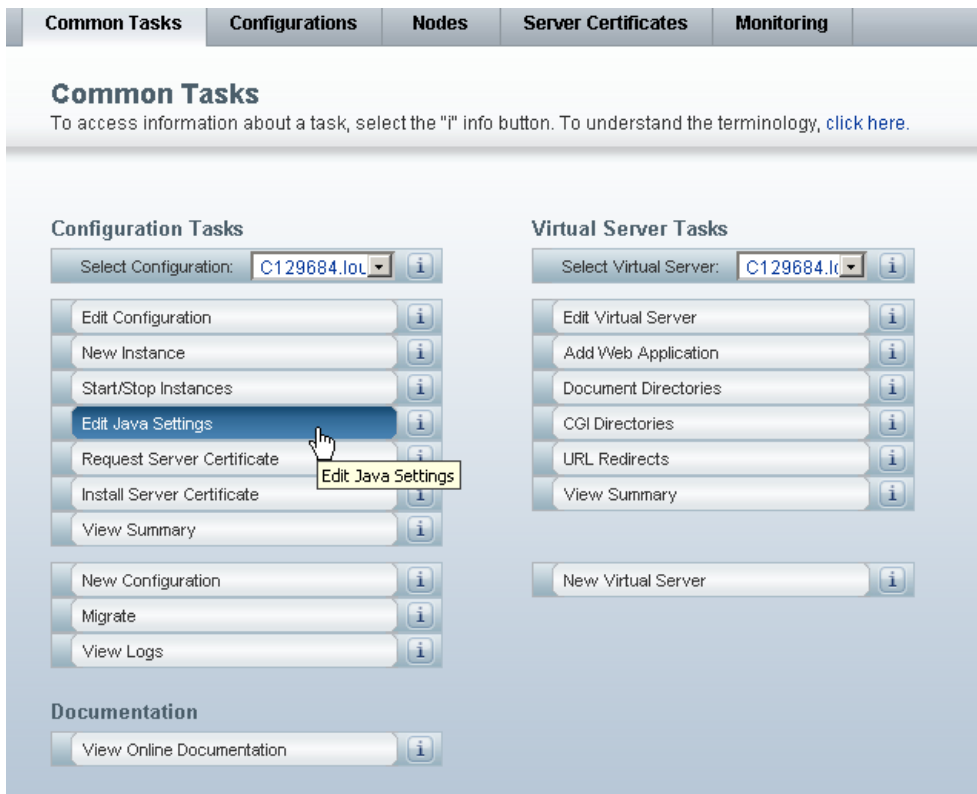 Common Tasks
Configurations
Nodes
Server Certificates
Monitoring
Common Tasks
To access information about a task, select the "i" info button. To understand the terminology, click here.
Configuration Tasks
Select Configuration: C129684.lou i
Edit Configuration i
New Instance i
Start/Stop Instances i
Edit Java Settings i
Request Server Certificate i
Edit Java Settings
Install Server Certificate i
View Summary i
New Configuration i
Migrate i
View Logs i
Documentation
View Online Documentation i
Virtual Server Tasks
Select Virtual Server: C129684.l i
Edit Virtual Server i
Add Web Application i
Document Directories i
CGI Directories i
URL Redirects i
View Summary i
New Virtual Server i